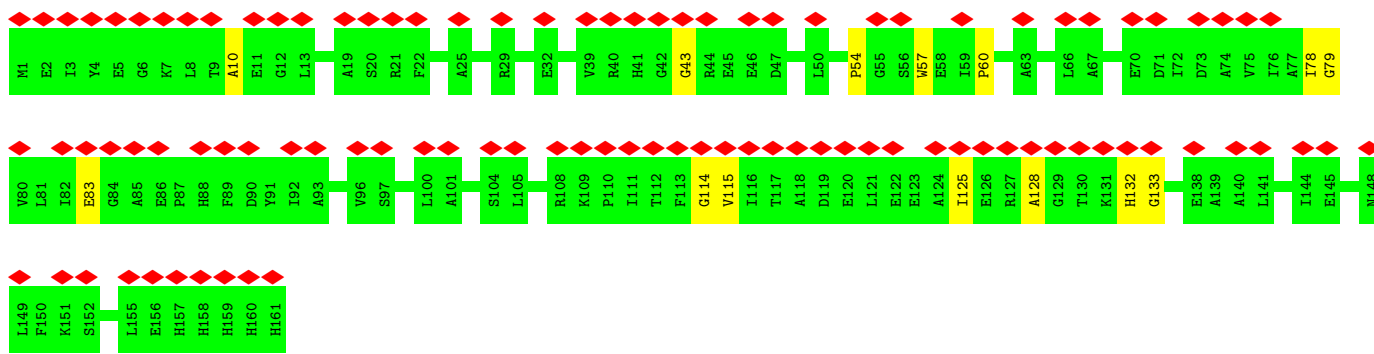 M1 E2 I3 Y4 E5 G6 K7 L8 T9 A10 E11 G12 L13 A19 S20 R21 F22 A25 R29 E32 V39 R40 H41 G42 G43 R44 E45 E46 D47 L50 P54 G55 S56 W57 E58 I59 P60 A63 L66 A67 E70 D71 I72 D73 A74 V75 I76 A77 I78 G79
V80 L81 I82 E83 G84 A85 E86 P87 H88 F89 D90 Y91 I92 A93 V96 S97 L100 A101 S104 L105 R108 K109 P110 I111 T112 F113 G114 V115 I116 T117 A118 D119 E120 L121 E122 E123 A124 I125 E126 R127 A128 G129 T130 K131 H132 G133 E138 A139 A140 L141 I144 E145 N148
L149 F150 K151 S152 L155 E156 H157 H158 H159 H160 H161